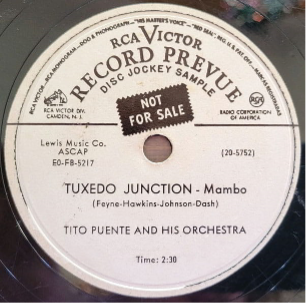 RCA VICTOR
RECORD PREVUE
DISC JOCKEY SAMPLE
NOT
FOR SALE
RCA VICTOR DIV.
CAMDEN, N. J.
RADIO CORPORATION
OF AMERICA
Lewis Music Co.
ASCAP
E0-FB-5217
(20-5752)
TUXEDO JUNCTION - Mambo
(Feyne-Hawkins-Johnson-Dash)
TITO PUENTE AND HIS ORCHESTRA
Time: 2:30